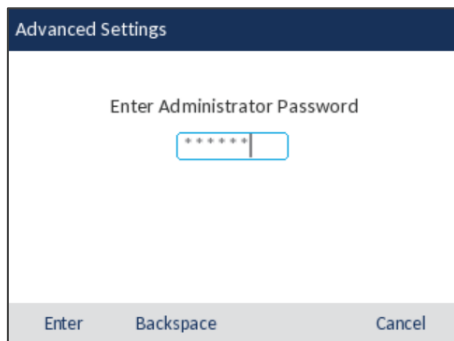 Advanced Settings
Enter Administrator Password
******
Enter Backspace Cancel